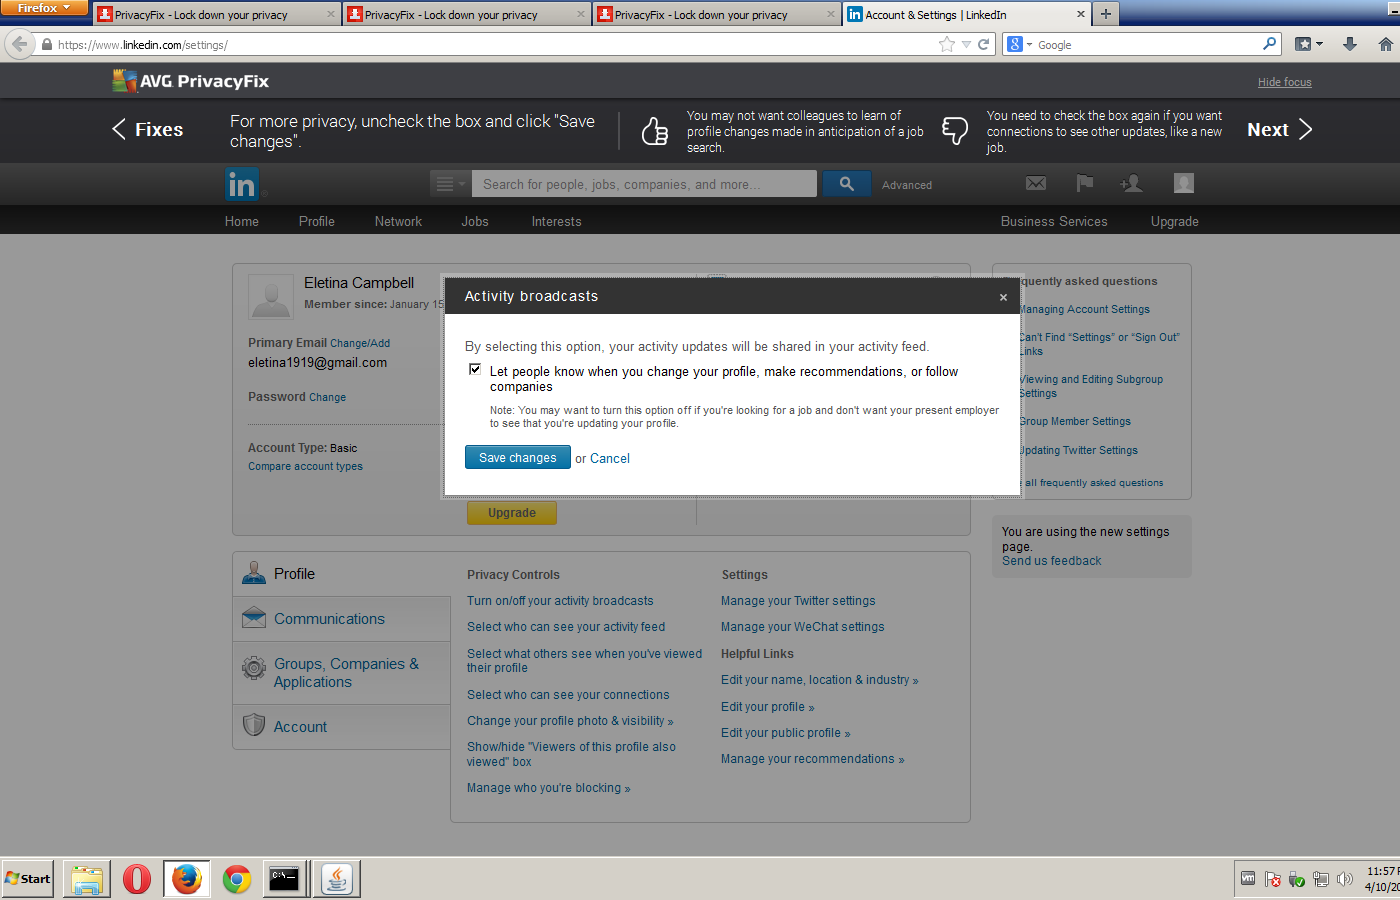 Firefox
PrivacyFix - Lock down your privacy
PrivacyFix - Lock down your privacy
PrivacyFix - Lock down your privacy
Account & Settings | LinkedIn
https://www.linkedin.com/settings/
Google
AVG PrivacyFix
Hide focus
Fixes
For more privacy, uncheck the box and click "Save
changes".
You may not want colleagues to learn of
profile changes made in anticipation of a job
search.
You need to check the box again if you want
connections to see other updates, like a new
job.
Next
in
Search for people, jobs, companies, and more...
Advanced
Home
Profile
Network
Jobs
Interests
Business Services
Upgrade
Eletina Campbell
Member since: January 15
Primary Email Change/Add
eletina1919@gmail.com
Password Change
Account Type: Basic
Compare account types
Activity broadcasts
×
By selecting this option, your activity updates will be shared in your activity feed.
Let people know when you change your profile, make recommendations, or follow
companies
Note: You may want to turn this option off if you're looking for a job and don't want your present employer
to see that you're updating your profile.
Save changes or Cancel
Upgrade
quently asked questions
Managing Account Settings
Can't Find "Settings" or "Sign Out"
Links
Viewing and Editing Subgroup
Settings
Group Member Settings
Updating Twitter Settings
all frequently asked questions
You are using the new settings
page.
Send us feedback
Profile
Communications
Groups, Companies &
Applications
Account
Privacy Controls
Turn on/off your activity broadcasts
Select who can see your activity feed
Select what others see when you've viewed
their profile
Select who can see your connections
Change your profile photo & visibility »
Show/hide "Viewers of this profile also
viewed" box
Manage who you're blocking »
Settings
Manage your Twitter settings
Manage your WeChat settings
Helpful Links
Edit your name, location & industry »
Edit your profile »
Edit your public profile »
Manage your recommendations »
Start
C:\_
vm
11:57
4/10/20